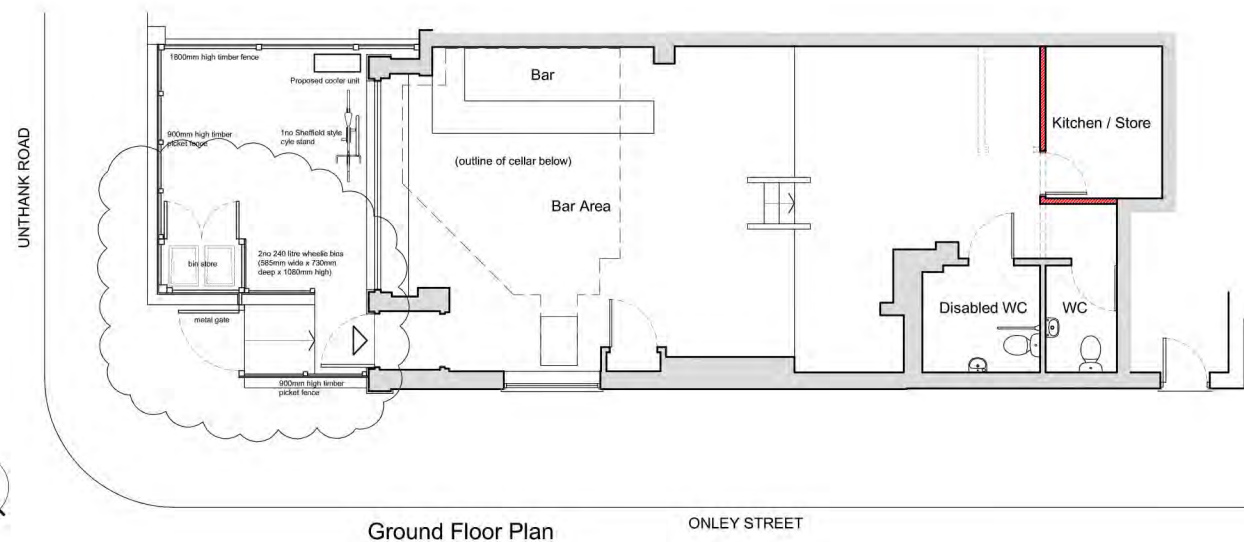 UNTHANK ROAD
1800mm high timber fence
Proposed cooler unit
900mm high timber
picket fence
1no Sheffield style
cyle stand
bin store
2no 240 litre wheelie bins
(585mm wide x 730mm
deep x 1080mm high)
metal gate
900mm high timber
picket fence
Bar
(outline of cellar below)
Bar Area
Kitchen / Store
Disabled WC
WC
Ground Floor Plan
ONLEY STREET